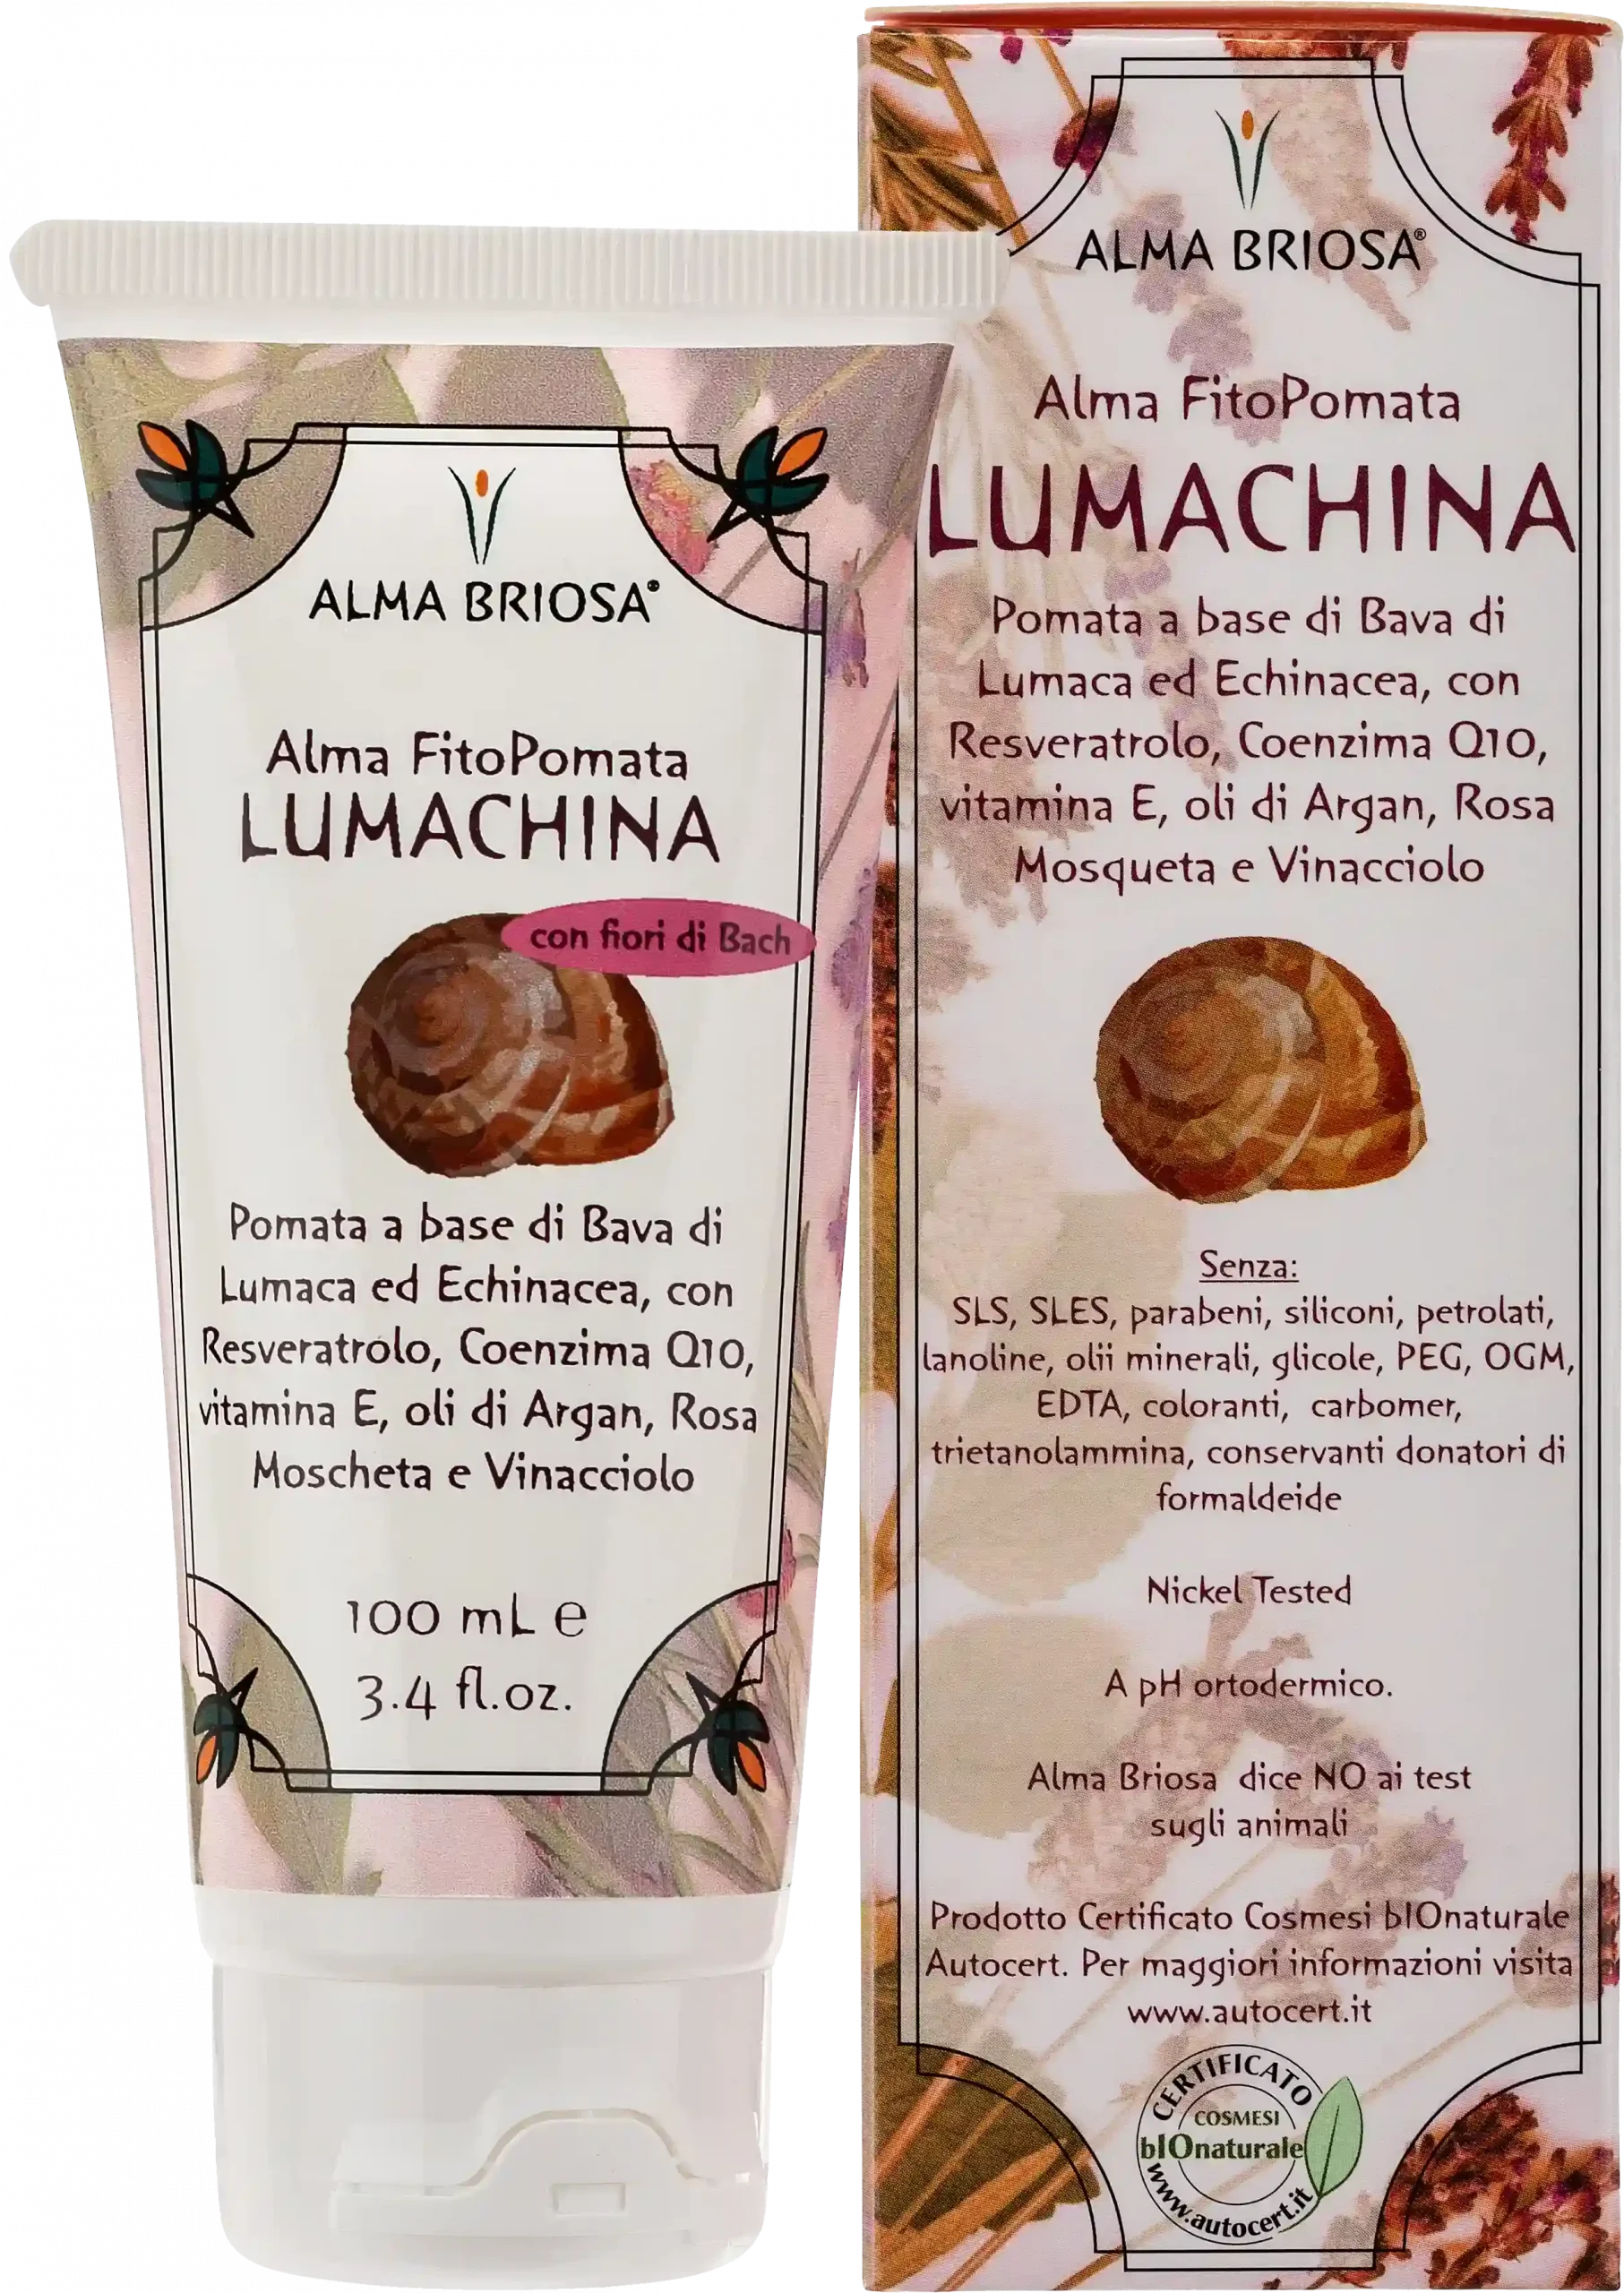 ALMA BRIOSA®
Alma FitoPomata
LUMACHINA
con fiori di Bach
Pomata a base di Bava di
Lumaca ed Echinacea, con
Resveratrolo, Coenzima Q10,
vitamina E, oli di Argan, Rosa
Moscheta e Vinacciolo
100 mL e
3.4 fl.oz.
ALMA BRIOSA®
Alma FitoPomata
LUMACHINA
Pomata a base di Bava di
Lumaca ed Echinacea, con
Resveratrolo, Coenzima Q10,
vitamina E, oli di Argan, Rosa
Mosqueta e Vinacciolo
Senza:
SLS, SLES, parabeni, siliconi, petrolati,
lanoline, olii minerali, glicole, PEG, OGM,
EDTA, coloranti, carbomer,
trietanolammina, conservanti donatori di
formaldeide
Nickel Tested
A pH ortodermico.
Alma Briosa dice NO ai test
sugli animali
Prodotto Certificato Cosmesi bIOnaturale
Autocert. Per maggiori informazioni visita
www.autocert.it
CERTIFICATO
COSMESI
bIOnaturale
www.autocert.it